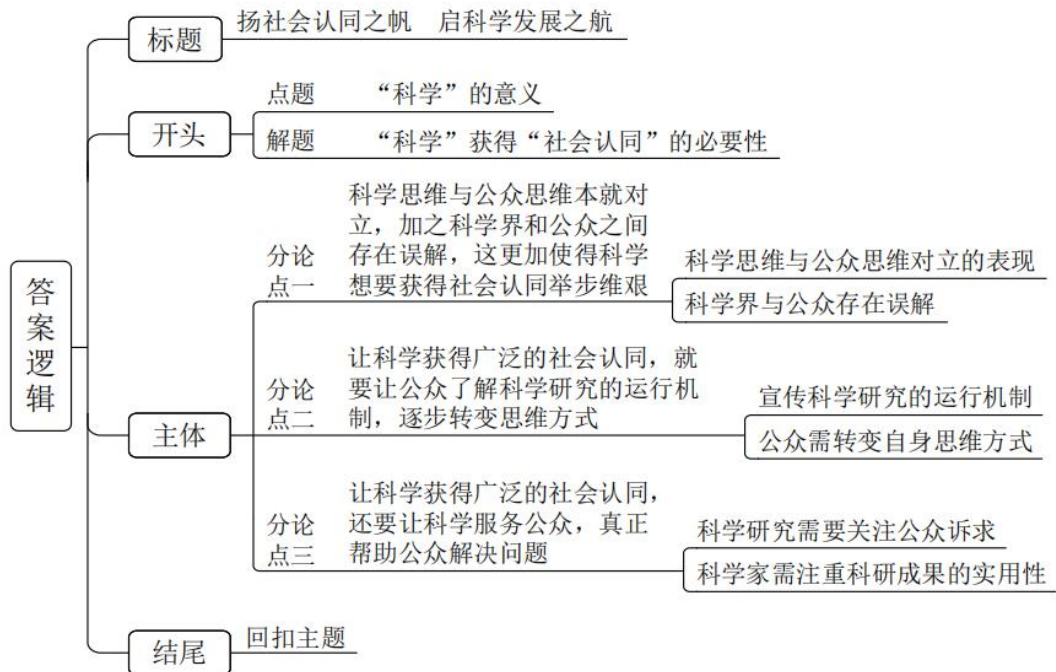 答案逻辑
标题
扬社会认同之帆　启科学发展之航
开头
点题　“科学”的意义
解题　“科学”获得“社会认同”的必要性
主体
分论
点一
科学思维与公众思维本就对
立，加之科学界和公众之间
存在误解，这更加使得科学
想要获得社会认同举步维艰
科学思维与公众思维对立的表现
科学界与公众存在误解
分论
点二
让科学获得广泛的社会认同，就
要让公众了解科学研究的运行机
制，逐步转变思维方式
宣传科学研究的运行机制
公众需转变自身思维方式
分论
点三
让科学获得广泛的社会认同，
还要让科学服务公众，真正
帮助公众解决问题
科学研究需要关注公众诉求
科学家需注重科研成果的实用性
结尾
回扣主题